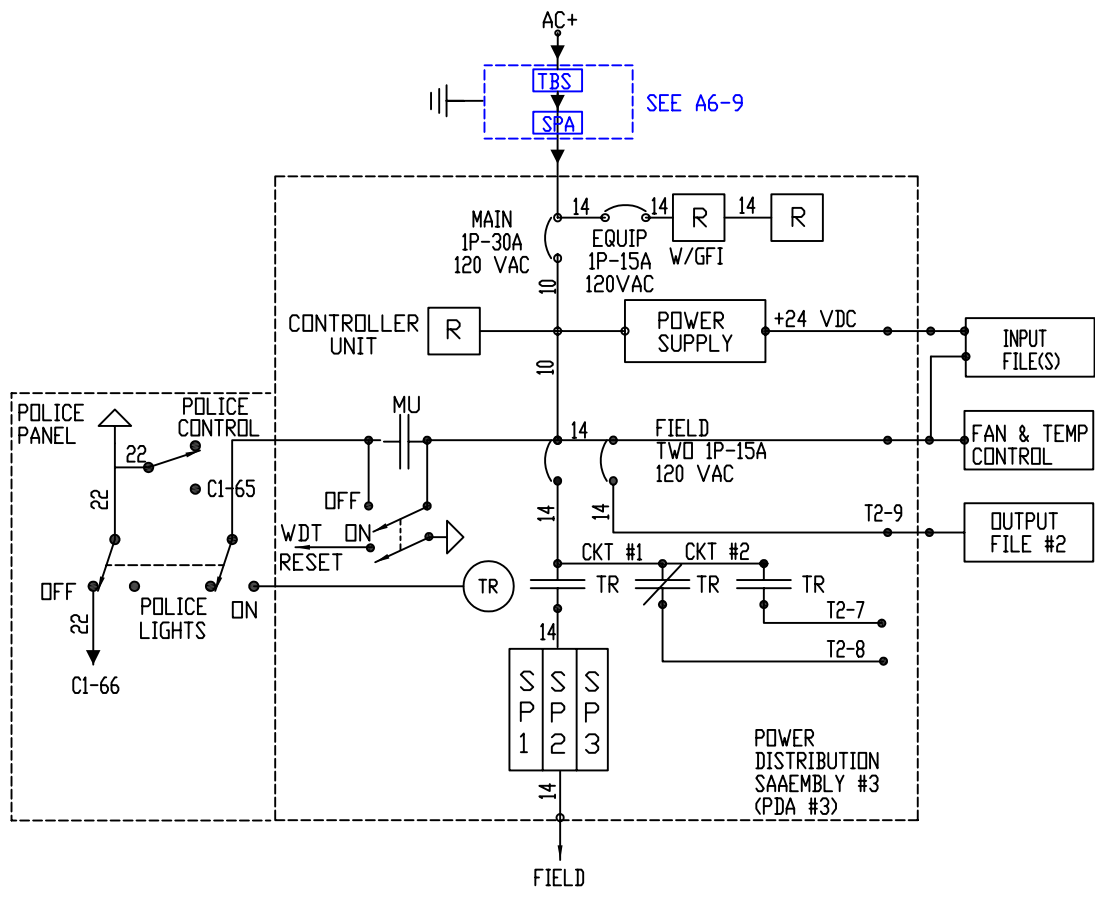 AC+
TBS
SPA
SEE A6-9
MAIN
1P-30A
120 VAC
14
14
14
R
R
EQUIP
1P-15A
120VAC
W/GFI
10
CONTROLLER
UNIT
R
POWER
SUPPLY
+24 VDC
INPUT
FILE(S)
10
POLICE
PANEL
POLICE
CONTROL
MU
14
FIELD
TWO 1P-15A
120 VAC
FAN & TEMP
CONTROL
22
22
C1-65
OFF
14
14
T2-9
OUTPUT
FILE #2
WDT
RESET
ON
CKT #1
CKT #2
OFF
POLICE
LIGHTS
ON
TR
TR
TR
TR
22
T2-7
14
T2-8
C1-66
SP1
SP2
SP3
POWER
DISTRIBUTION
SAAEMBLY #3
(PDA #3)
14
FIELD